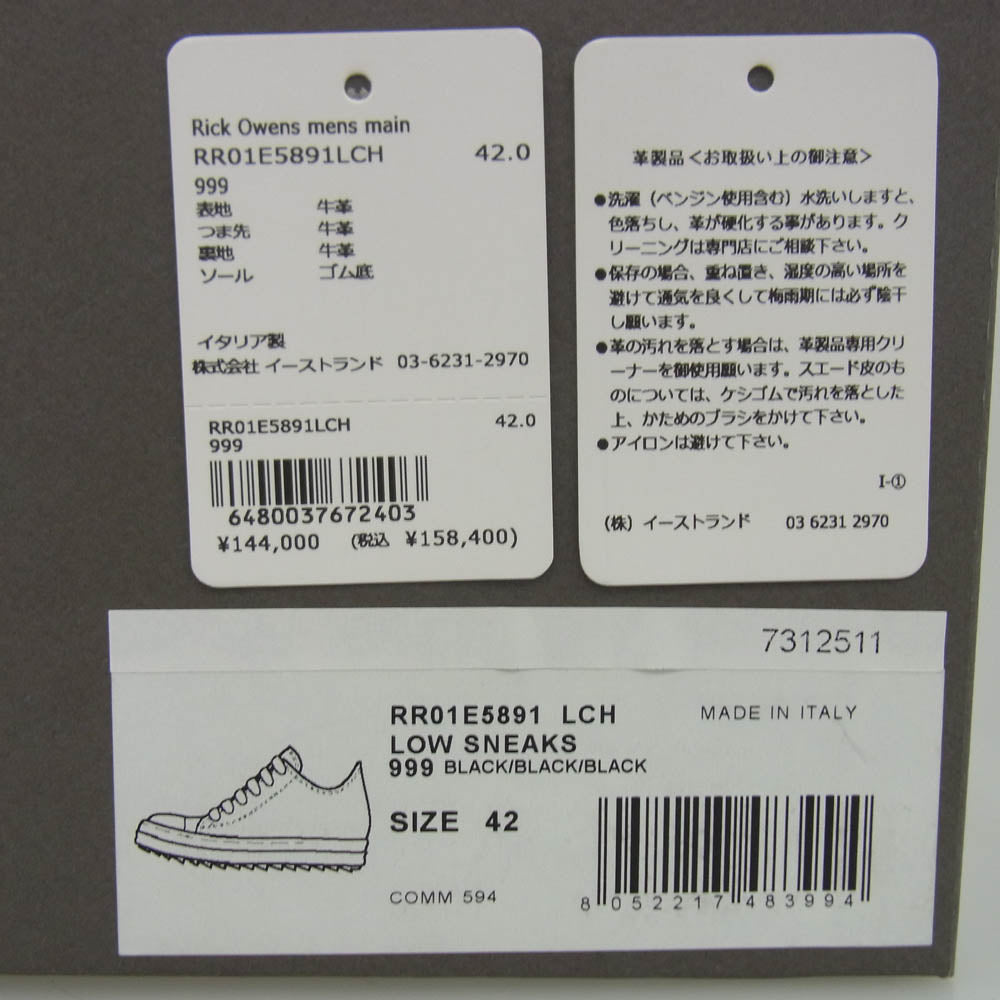 Rick Owens mens main
RR01E5891LCH 42.0
999
表地 牛革
つま先 牛革
裏地 牛革
ソール ゴム底
イタリア製
株式会社 イーストランド 03-6231-2970
RR01E5891LCH 42.0
999
6480037672403
¥144,000 (税込 ¥158,400)
革製品＜お取扱い上の御注意＞
●洗濯（ベンジン使用含む）水洗いしますと、
色落ちし、革が硬化する事があります。ク
リーニングは専門店にご相談下さい。
●保存の場合、重ね置き、湿度の高い場所を
避けて通気を良くして梅雨期には必ず陰干
し願います。
●革の汚れを落とす場合は、革製品専用クリ
ーナーを御使用願います。スエード皮のも
のについては、ケシゴムで汚れを落とした
上、かためのブラシをかけて下さい。
●アイロンは避けて下さい。
I-①
（株）イーストランド 03 6231 2970
7312511
RR01E5891 LCH MADE IN ITALY
LOW SNEAKS
999 BLACK/BLACK/BLACK
SIZE 42
COMM 594
8 052217 483994